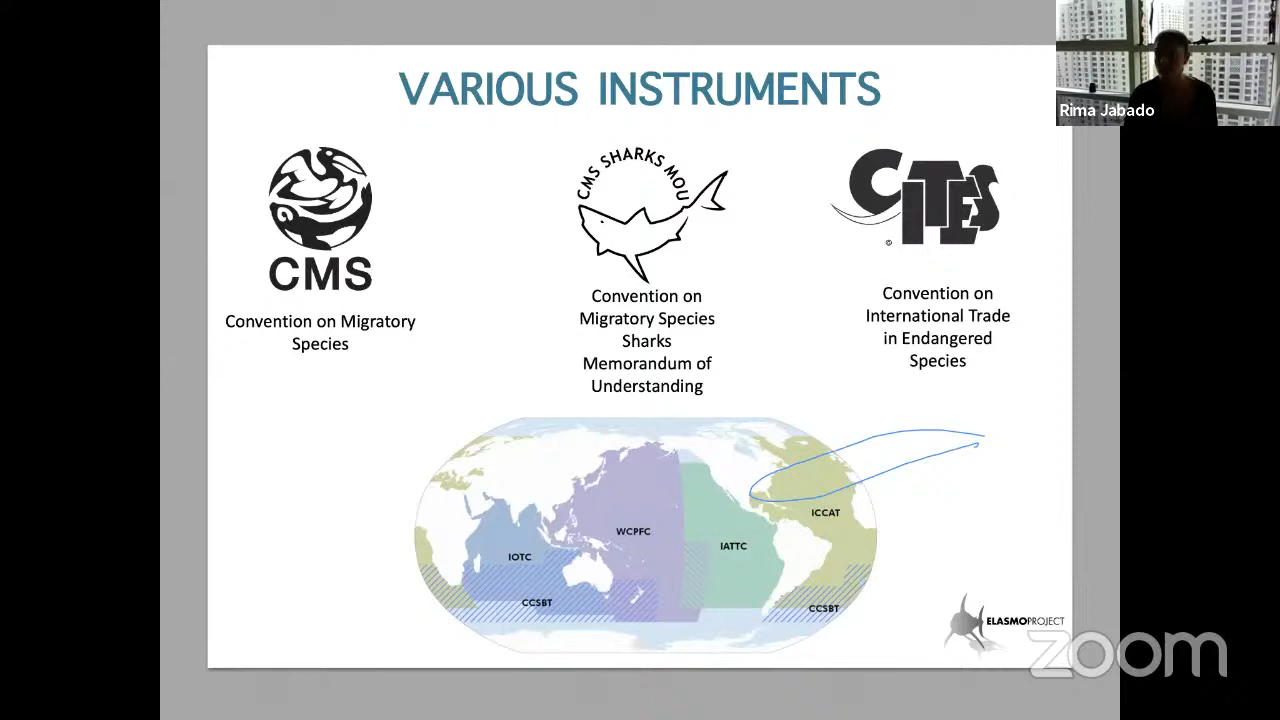 Rima Jabado
VARIOUS INSTRUMENTS
CMS
Convention on Migratory
Species
CMS SHARKS MOU
Convention on
Migratory Species
Sharks
Memorandum of
Understanding
CITES
©
Convention on
International Trade
in Endangered
Species
ICCAT
WCPFC
IATTC
IOTC
CCSBT
CCSBT
ELASMOPROJECT
zoom